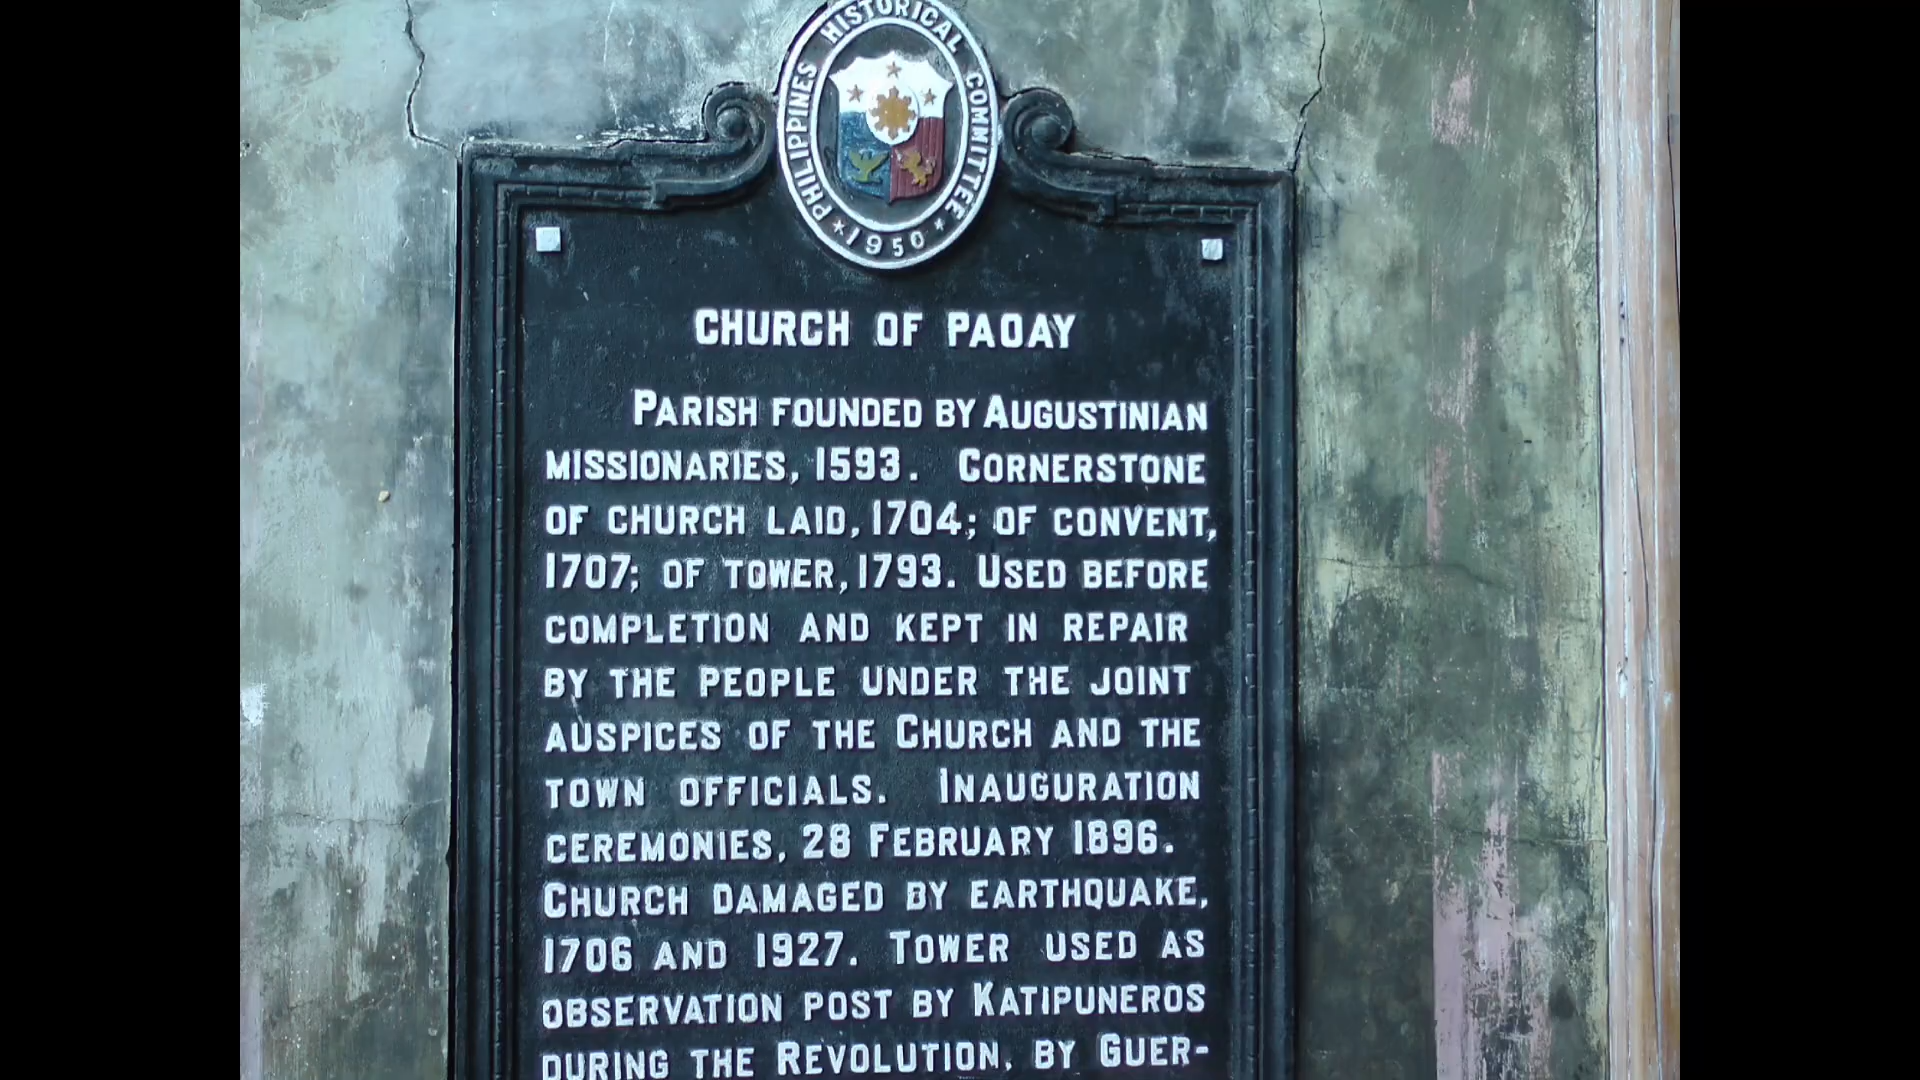 PHILIPPINES HISTORICAL COMMITTEE
1950
CHURCH OF PAOAY
PARISH FOUNDED BY AUGUSTINIAN
MISSIONARIES, 1593. CORNERSTONE
OF CHURCH LAID, 1704; OF CONVENT,
1707; OF TOWER, 1793. USED BEFORE
COMPLETION AND KEPT IN REPAIR
BY THE PEOPLE UNDER THE JOINT
AUSPICES OF THE CHURCH AND THE
TOWN OFFICIALS. INAUGURATION
CEREMONIES, 28 FEBRUARY 1896.
CHURCH DAMAGED BY EARTHQUAKE,
1706 AND 1927. TOWER USED AS
OBSERVATION POST BY KATIPUNEROS
DURING THE REVOLUTION, BY GUER-